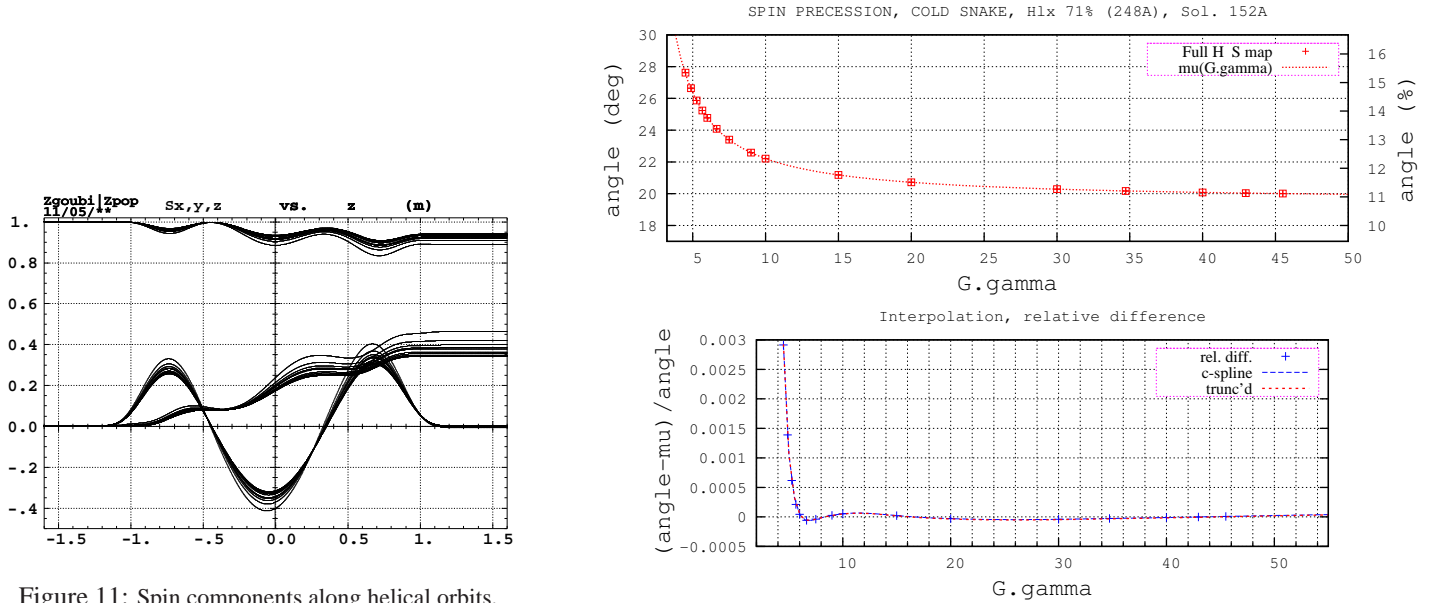 Zgoubi|Zpop
11/05/** Sx,y,z vs. z (m)
1.
0.8
0.6
0.4
0.2
0.0
-.2
-.4
-1.5 -1.0 -.5 0.0 0.5 1.0 1.5
Figure 11: Spin components along helical orbits.
SPIN PRECESSION, COLD SNAKE, Hlx 71% (248A), Sol. 152A
angle (deg)
30
28
26
24
22
20
18
Full H S map
mu(G.gamma)
16
15
14
13
12
11
10
angle (%)
5 10 15 20 25 30 35 40 45 50
G.gamma
Interpolation, relative difference
(angle-mu)/angle
0.003
0.0025
0.002
0.0015
0.001
0.0005
0
-0.0005
rel. diff.
c-spline
trunc'd
10 20 30 40 50
G.gamma